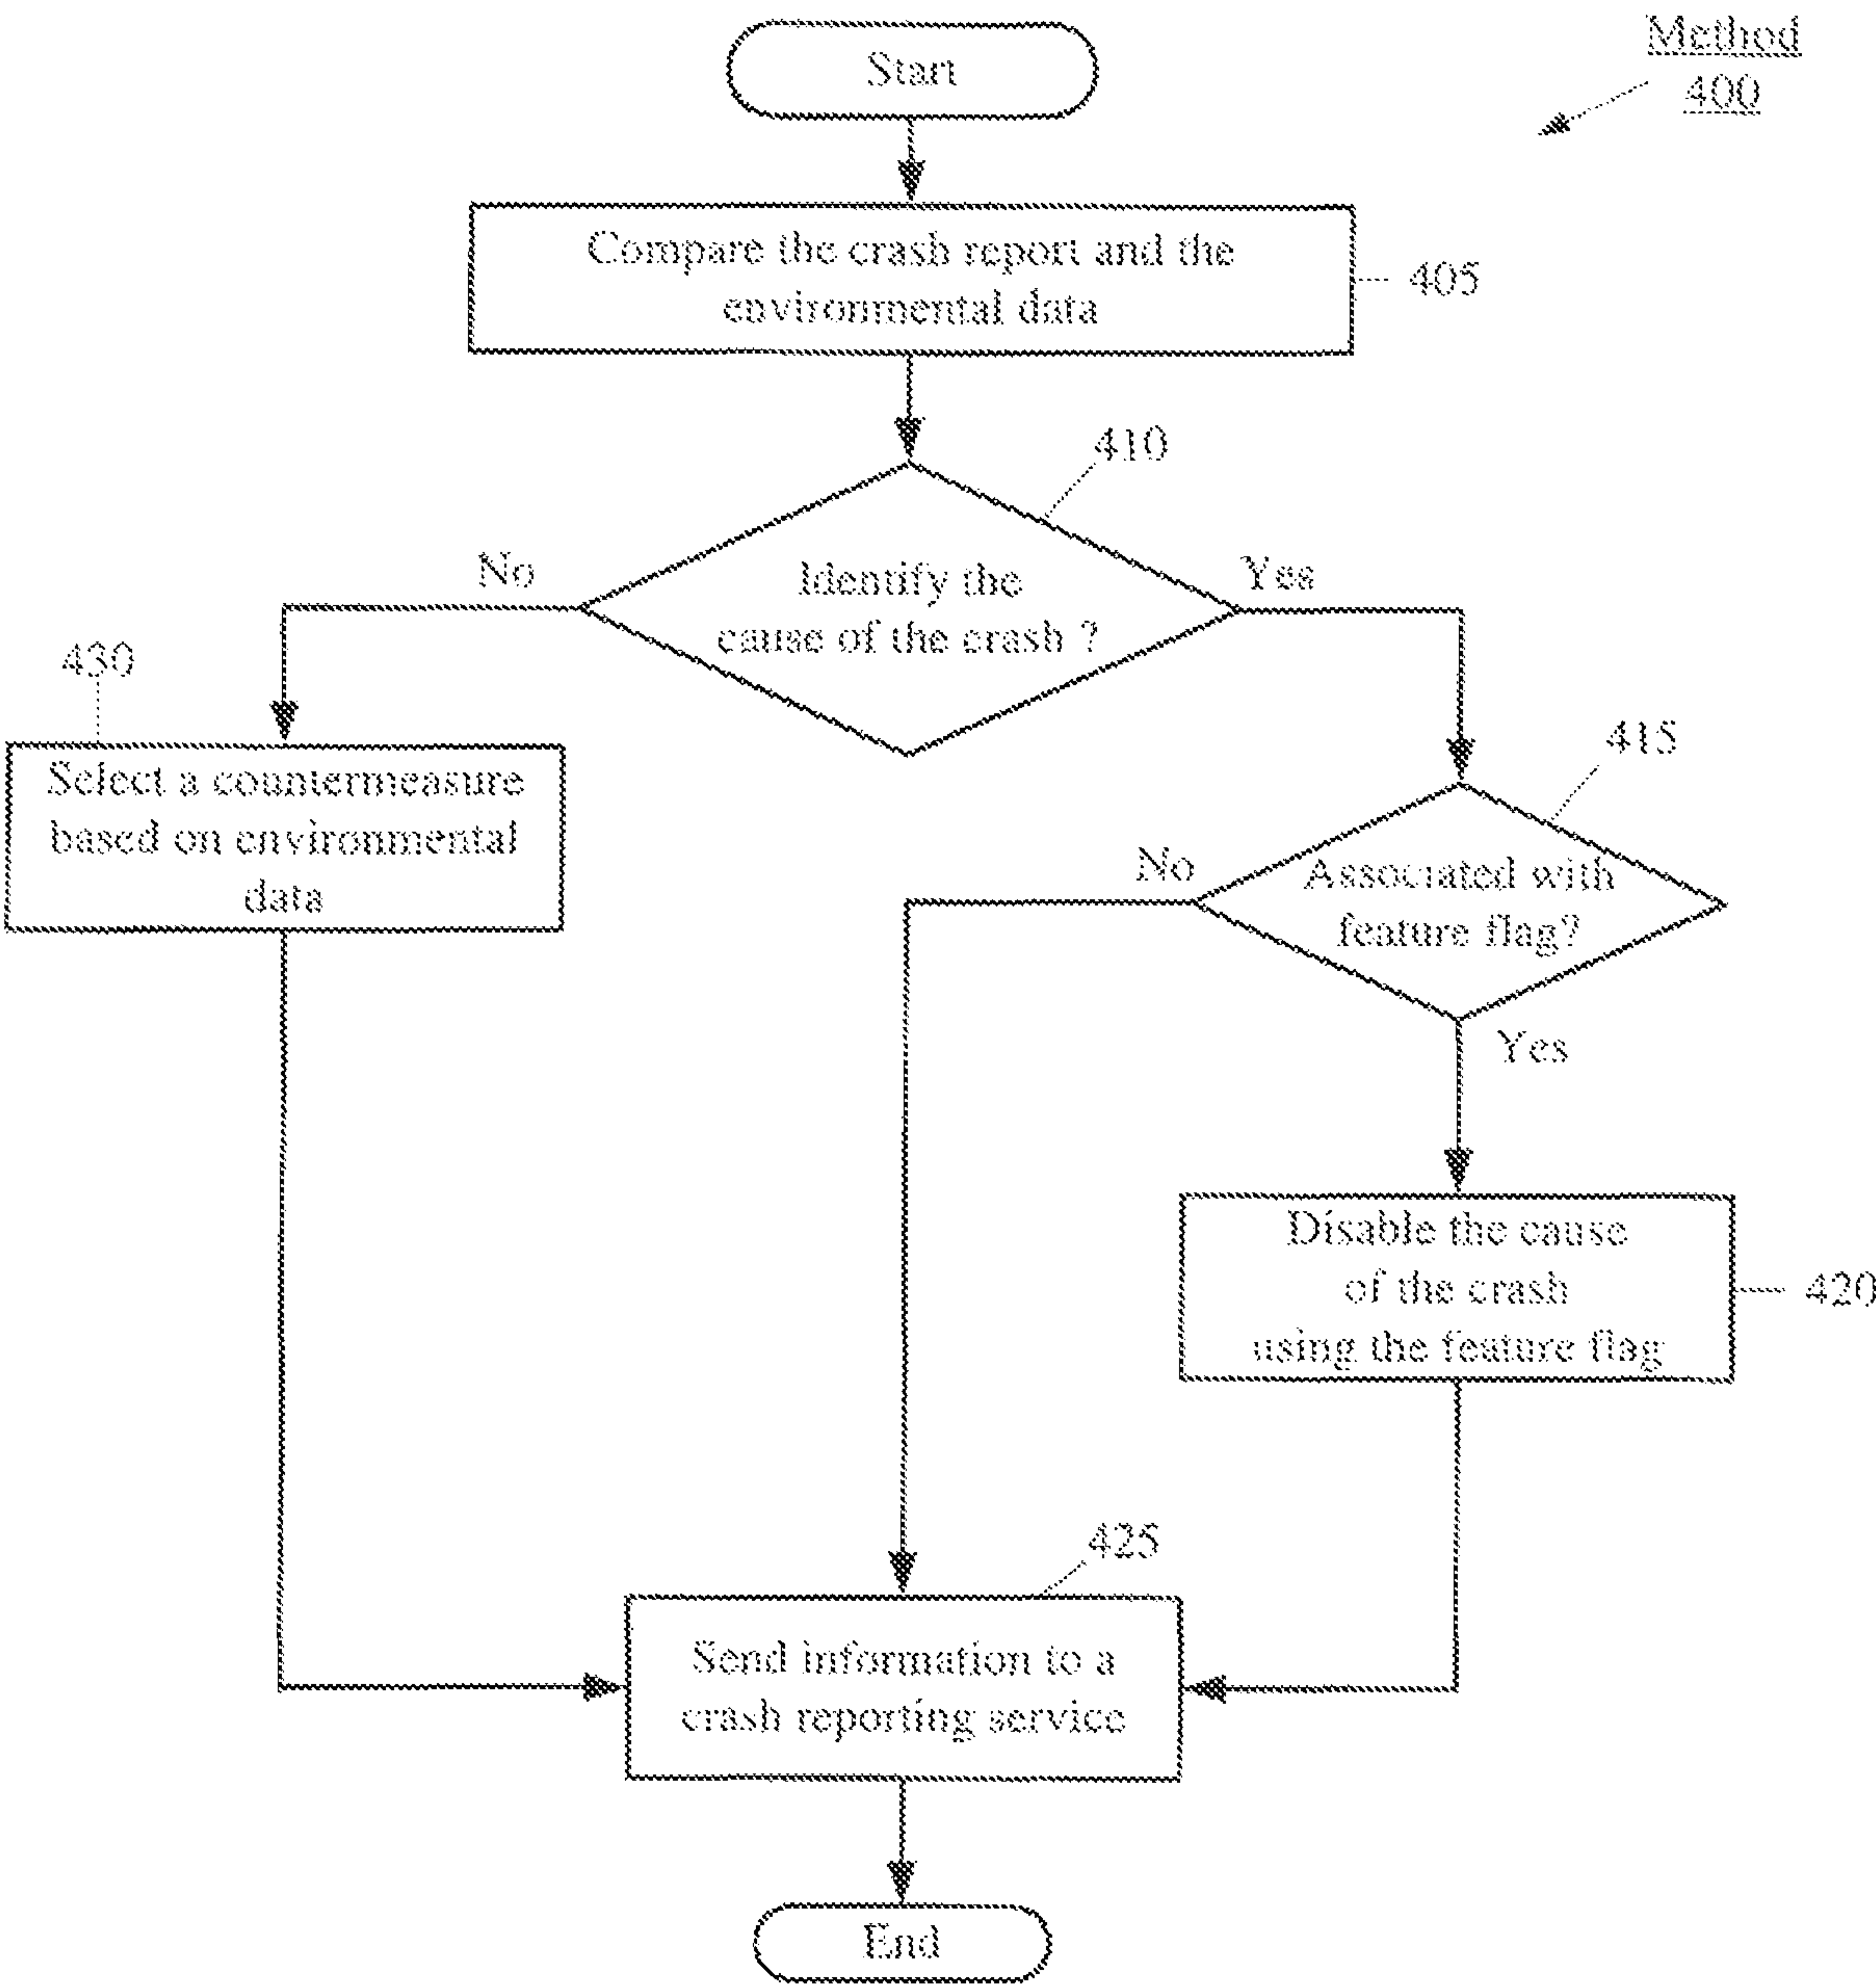 Method
400
Start
Compare the crash report and the
environmental data
405
410
No
Yes
Identify the
cause of the crash ?
430
415
Select a countermeasure
based on environmental
data
No
Associated with
feature flag?
Yes
Disable the cause
of the crash
using the feature flag
420
425
Send information to a
crash reporting service
End